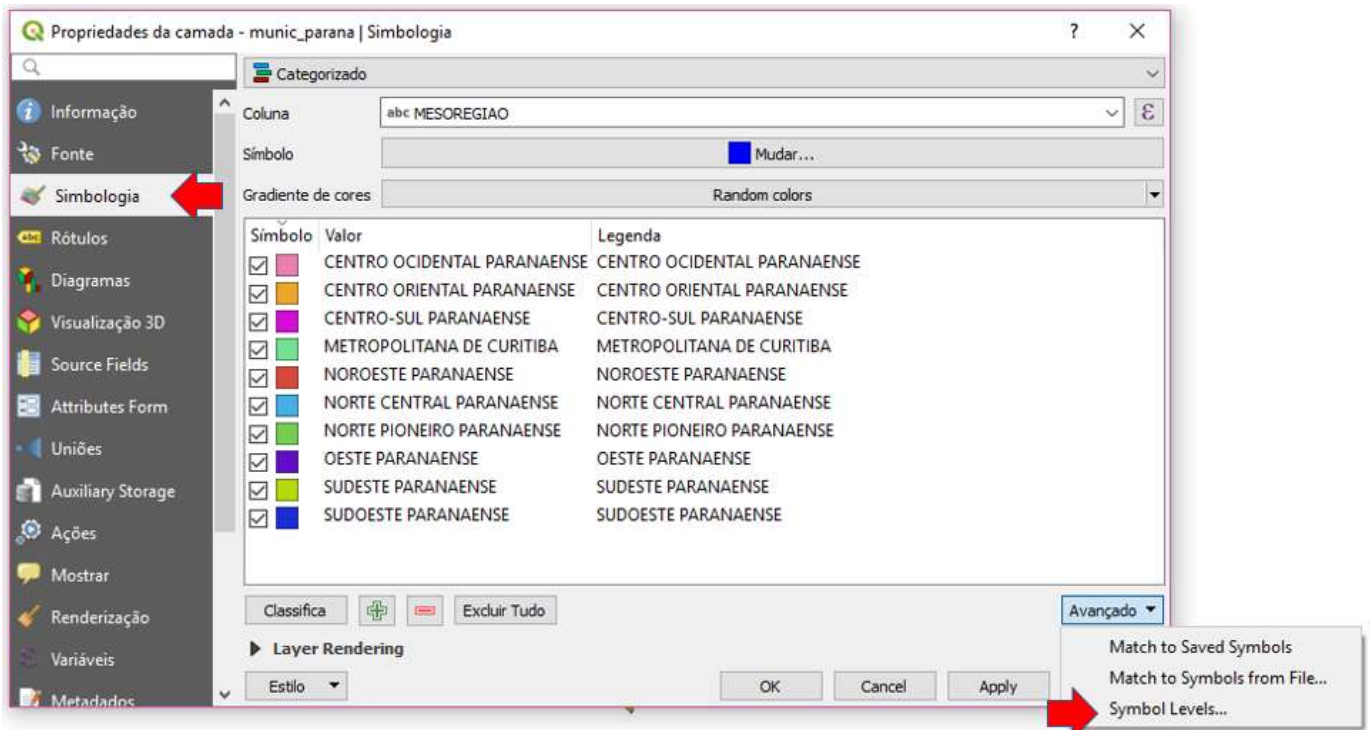 Propriedades da camada - munic_parana | Simbologia
Categorizado
Informação
Coluna
abc MESOREGIAO
ε
Fonte
Símbolo
Mudar...
Simbologia
Gradiente de cores
Random colors
abc Rótulos
Diagramas
Visualização 3D
Source Fields
Attributes Form
Uniões
Auxiliary Storage
Ações
Mostrar
Renderização
Variáveis
Metadados
Símbolo Valor Legenda
CENTRO OCIDENTAL PARANAENSE CENTRO OCIDENTAL PARANAENSE
CENTRO ORIENTAL PARANAENSE CENTRO ORIENTAL PARANAENSE
CENTRO-SUL PARANAENSE CENTRO-SUL PARANAENSE
METROPOLITANA DE CURITIBA METROPOLITANA DE CURITIBA
NOROESTE PARANAENSE NOROESTE PARANAENSE
NORTE CENTRAL PARANAENSE NORTE CENTRAL PARANAENSE
NORTE PIONEIRO PARANAENSE NORTE PIONEIRO PARANAENSE
OESTE PARANAENSE OESTE PARANAENSE
SUDESTE PARANAENSE SUDESTE PARANAENSE
SUDOESTE PARANAENSE SUDOESTE PARANAENSE
Classifica Excluir Tudo Avançado
Layer Rendering
Estilo OK Cancel Apply
Match to Saved Symbols
Match to Symbols from File...
Symbol Levels...